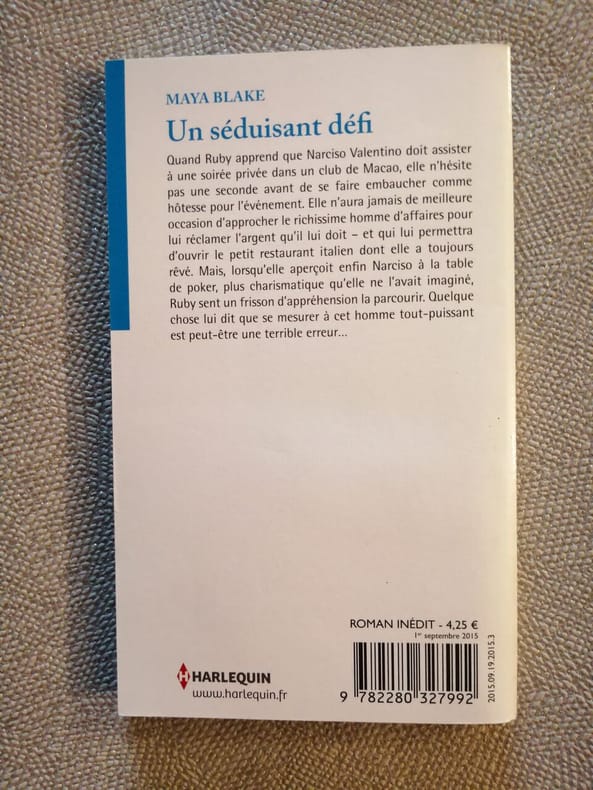 MAYA BLAKE
Un séduisant défi
Quand Ruby apprend que Narciso Valentino doit assister
à une soirée privée dans un club de Macao, elle n'hésite
pas une seconde avant de se faire embaucher comme
hôtesse pour l'événement. Elle n'aura jamais de meilleure
occasion d'approcher le richissime homme d'affaires pour
lui réclamer l'argent qu'il lui doit – et qui lui permettra
d'ouvrir le petit restaurant italien dont elle a toujours
rêvé. Mais, lorsqu'elle aperçoit enfin Narciso à la table
de poker, plus charismatique qu'elle ne l'avait imaginé,
Ruby sent un frisson d'appréhension la parcourir. Quelque
chose lui dit que se mesurer à cet homme tout-puissant
est peut-être une terrible erreur...
ROMAN INÉDIT - 4,25 €
1er septembre 2015
H HARLEQUIN
www.harlequin.fr
9 782280 327992
2015.09.19.2015.3